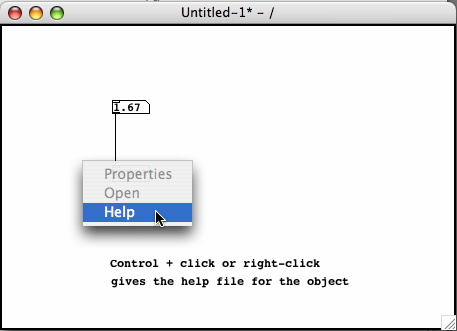 Untitled-1* - /
1.67
Properties
Open
Help
Control + click or right-click
gives the help file for the object